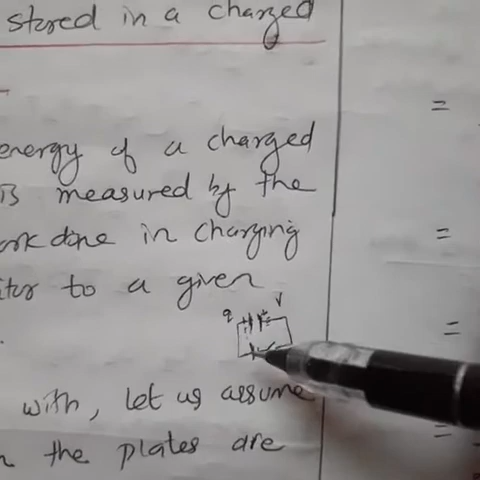 stored in a charged
energy of a charged
is measured by the
work done in charging
to a given
q V
with, let us assume
the plates are
=
=
=
=